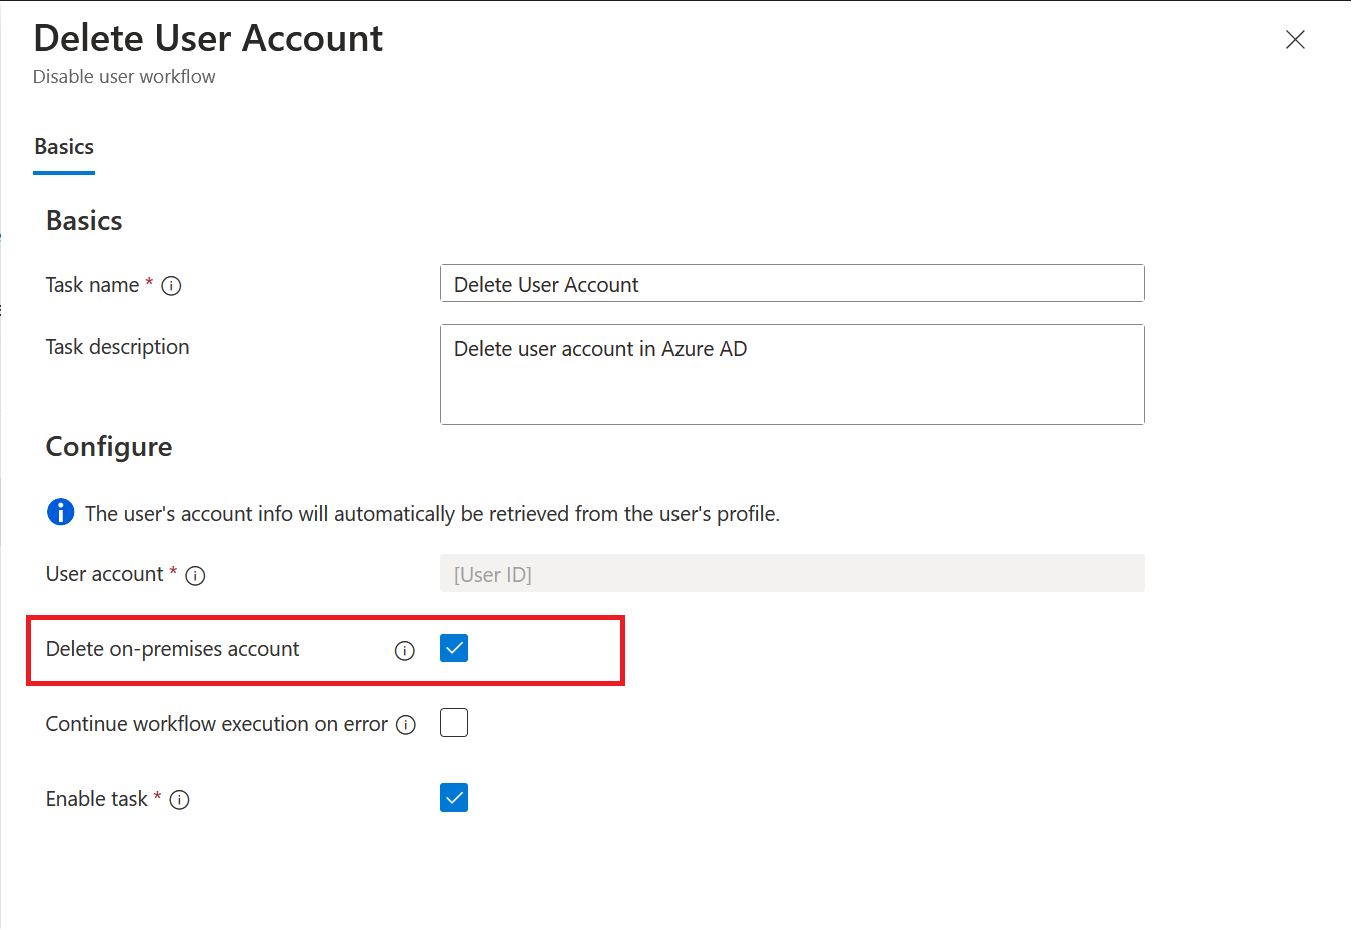 Delete User Account
Disable user workflow
Basics
Basics
Task name *
Delete User Account
Task description
Delete user account in Azure AD
Configure
The user's account info will automatically be retrieved from the user's profile.
User account *
[User ID]
Delete on-premises account
Continue workflow execution on error
Enable task *